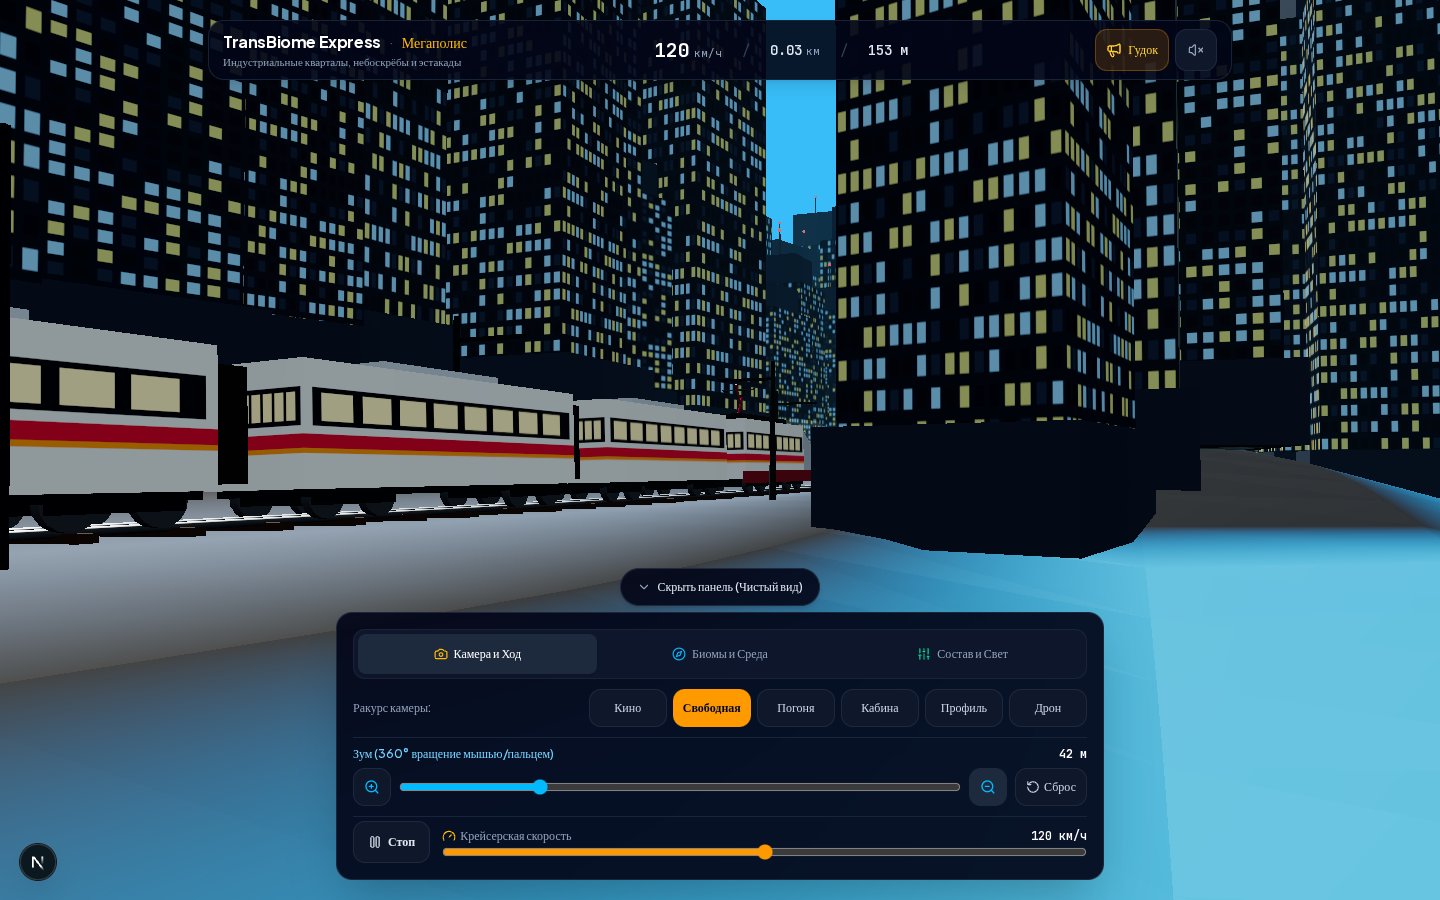 TransBiome Express · Мегаполис
Индустриальные кварталы, небоскрёбы и эстакады
120 км/ч / 0.03 км / 153 м
Гудок
Скрыть панель (Чистый вид)
Камера и Ход
Биомы и Среда
Состав и Свет
Ракурс камеры:
Кино
Свободная
Погоня
Кабина
Профиль
Дрон
Зум (360° вращение мышью/пальцем)
42 м
Сброс
Стоп
Крейсерская скорость
120 км/ч
N